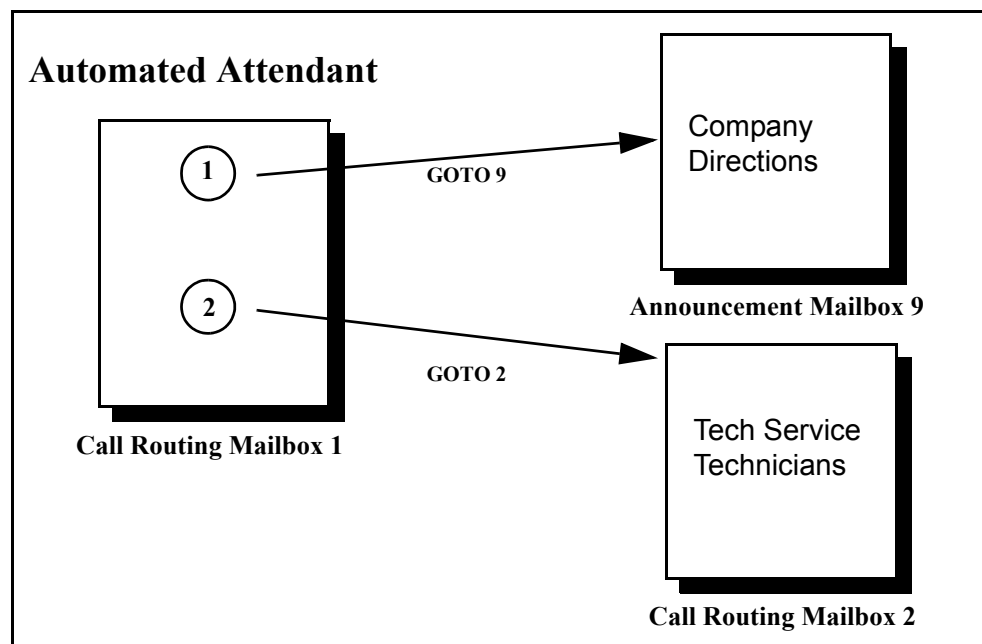 Automated Attendant
1
GOTO 9
2
GOTO 2
Call Routing Mailbox 1
Company
Directions
Announcement Mailbox 9
Tech Service
Technicians
Call Routing Mailbox 2